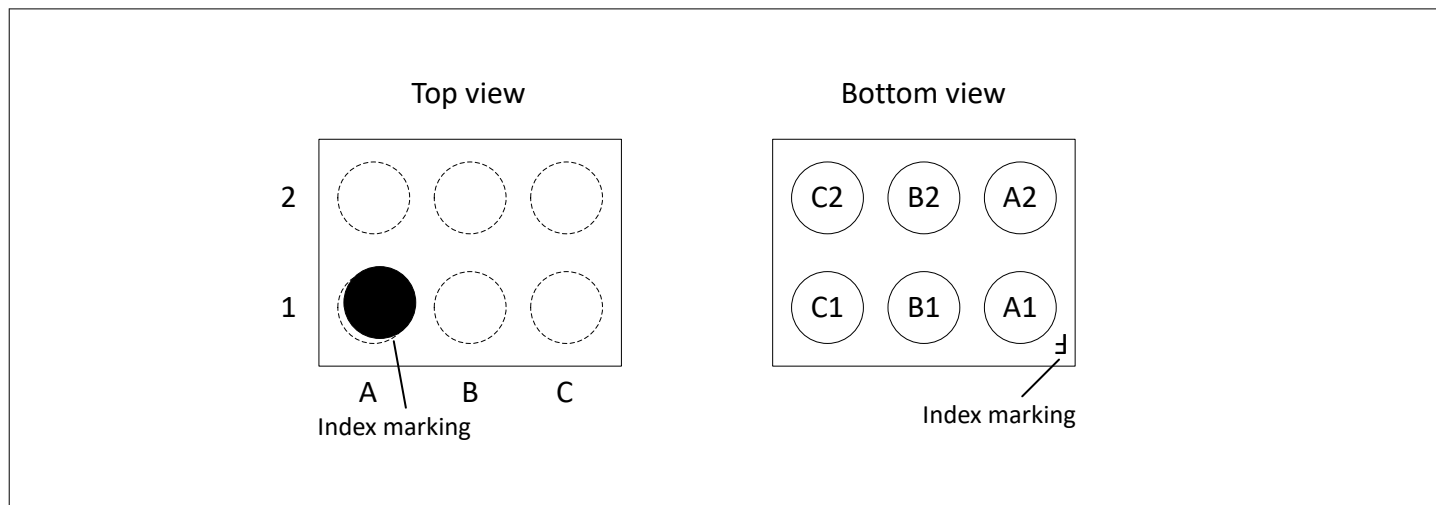 Top view
Bottom view
2
C2 B2 A2
1
C1 B1 A1
A B C
Index marking
Index marking